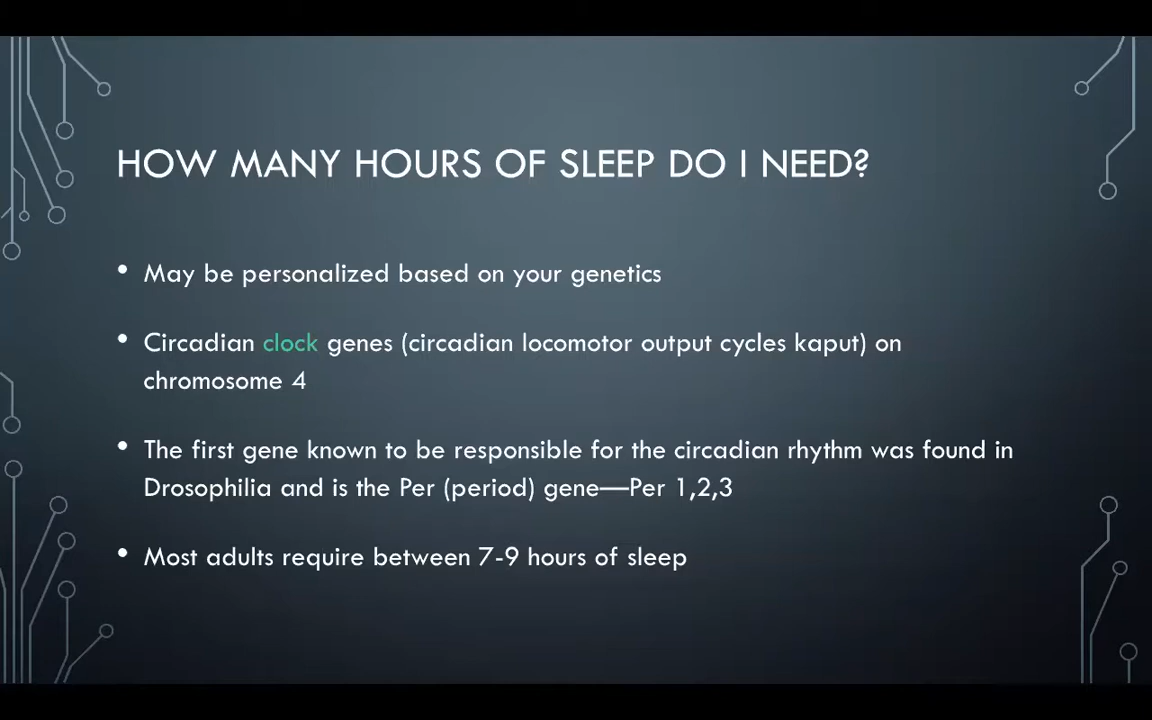 HOW MANY HOURS OF SLEEP DO I NEED?
• May be personalized based on your genetics
• Circadian clock genes (circadian locomotor output cycles kaput) on
chromosome 4
• The first gene known to be responsible for the circadian rhythm was found in
Drosophilia and is the Per (period) gene—Per 1,2,3
• Most adults require between 7-9 hours of sleep